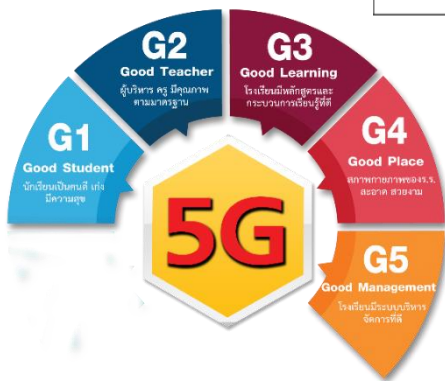 G1
Good Student
นักเรียนเป็นคนดี เก่ง
มีความสุข
G2
Good Teacher
ผู้บริหาร ครู มีคุณภาพ
ตามมาตรฐาน
G3
Good Learning
โรงเรียนมีหลักสูตรและ
กระบวนการเรียนรู้ที่ดี
G4
Good Place
สภาพกายภาพของร.ร.
สะอาด สวยงาม
G5
Good Management
โรงเรียนมีระบบบริหาร
จัดการที่ดี
5G